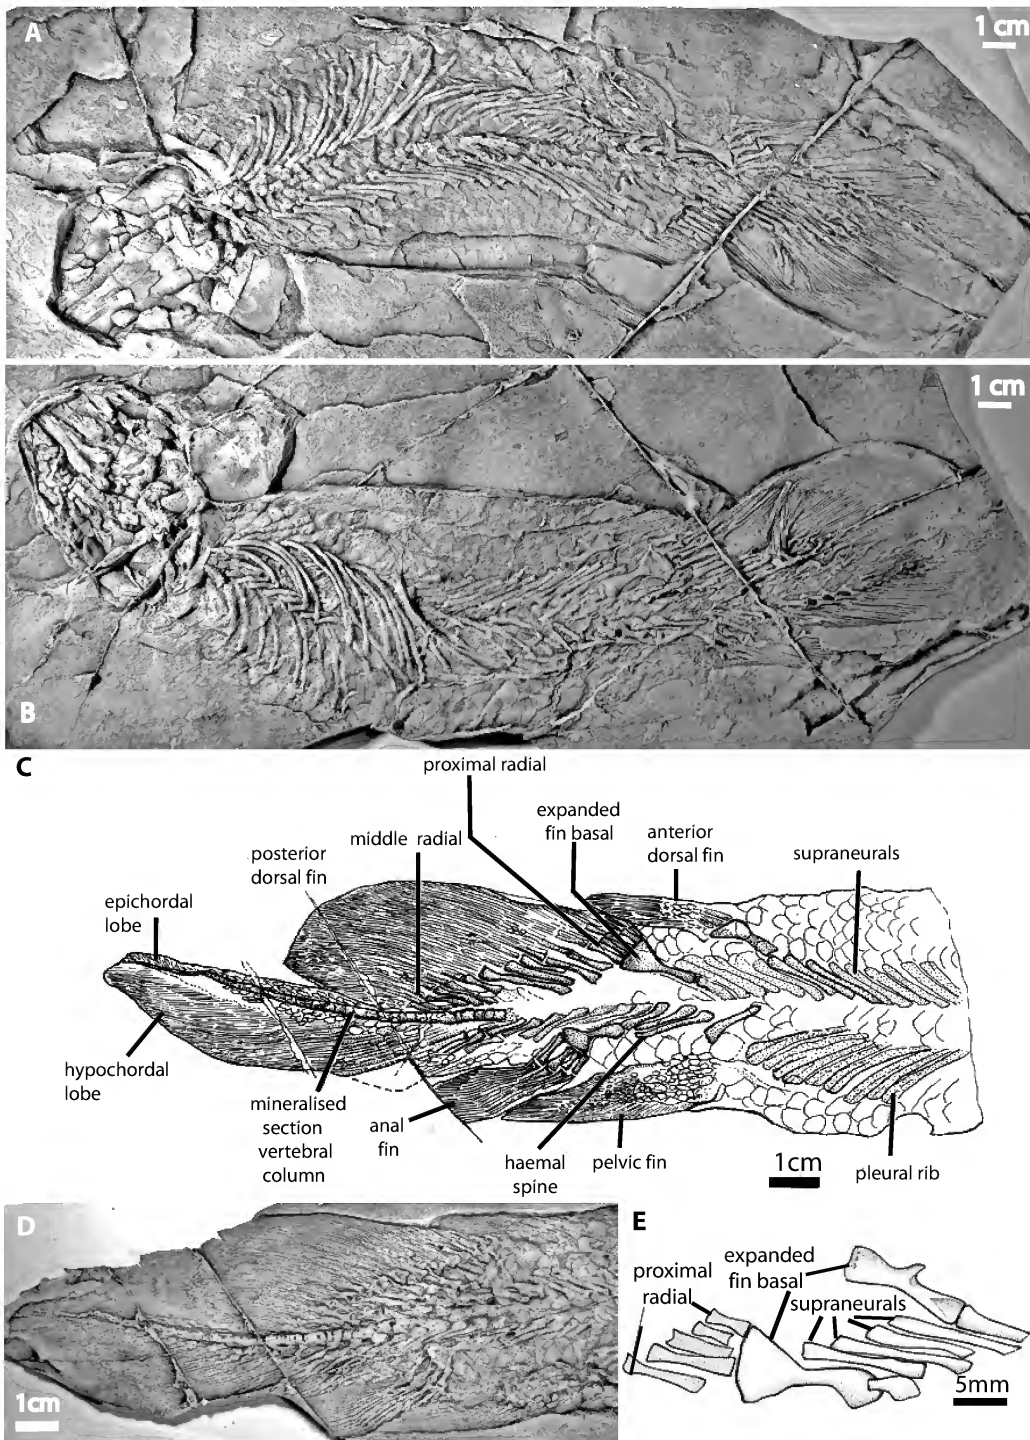 A
1 cm
1 cm
B
C
proximal radial
expanded
fin basal
middle radial
anterior
dorsal fin
posterior
dorsal fin
supraneurals
epichordal
lobe
hypochordal
lobe
mineralised
section
vertebral
column
anal
fin
haemal
spine
pelvic fin
1cm
pleural rib
D
1cm
E
expanded
fin basal
proximal
radial
supraneurals
5mm